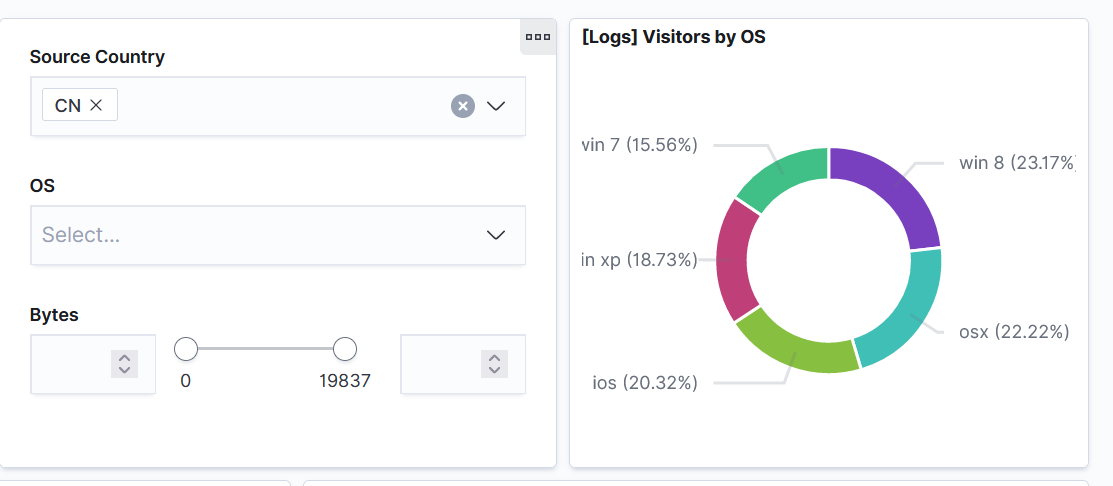 Source Country
CN
OS
Select...
Bytes
0
19837
[Logs] Visitors by OS
win 7 (15.56%)
win 8 (23.17%
in xp (18.73%)
osx (22.22%)
ios (20.32%)